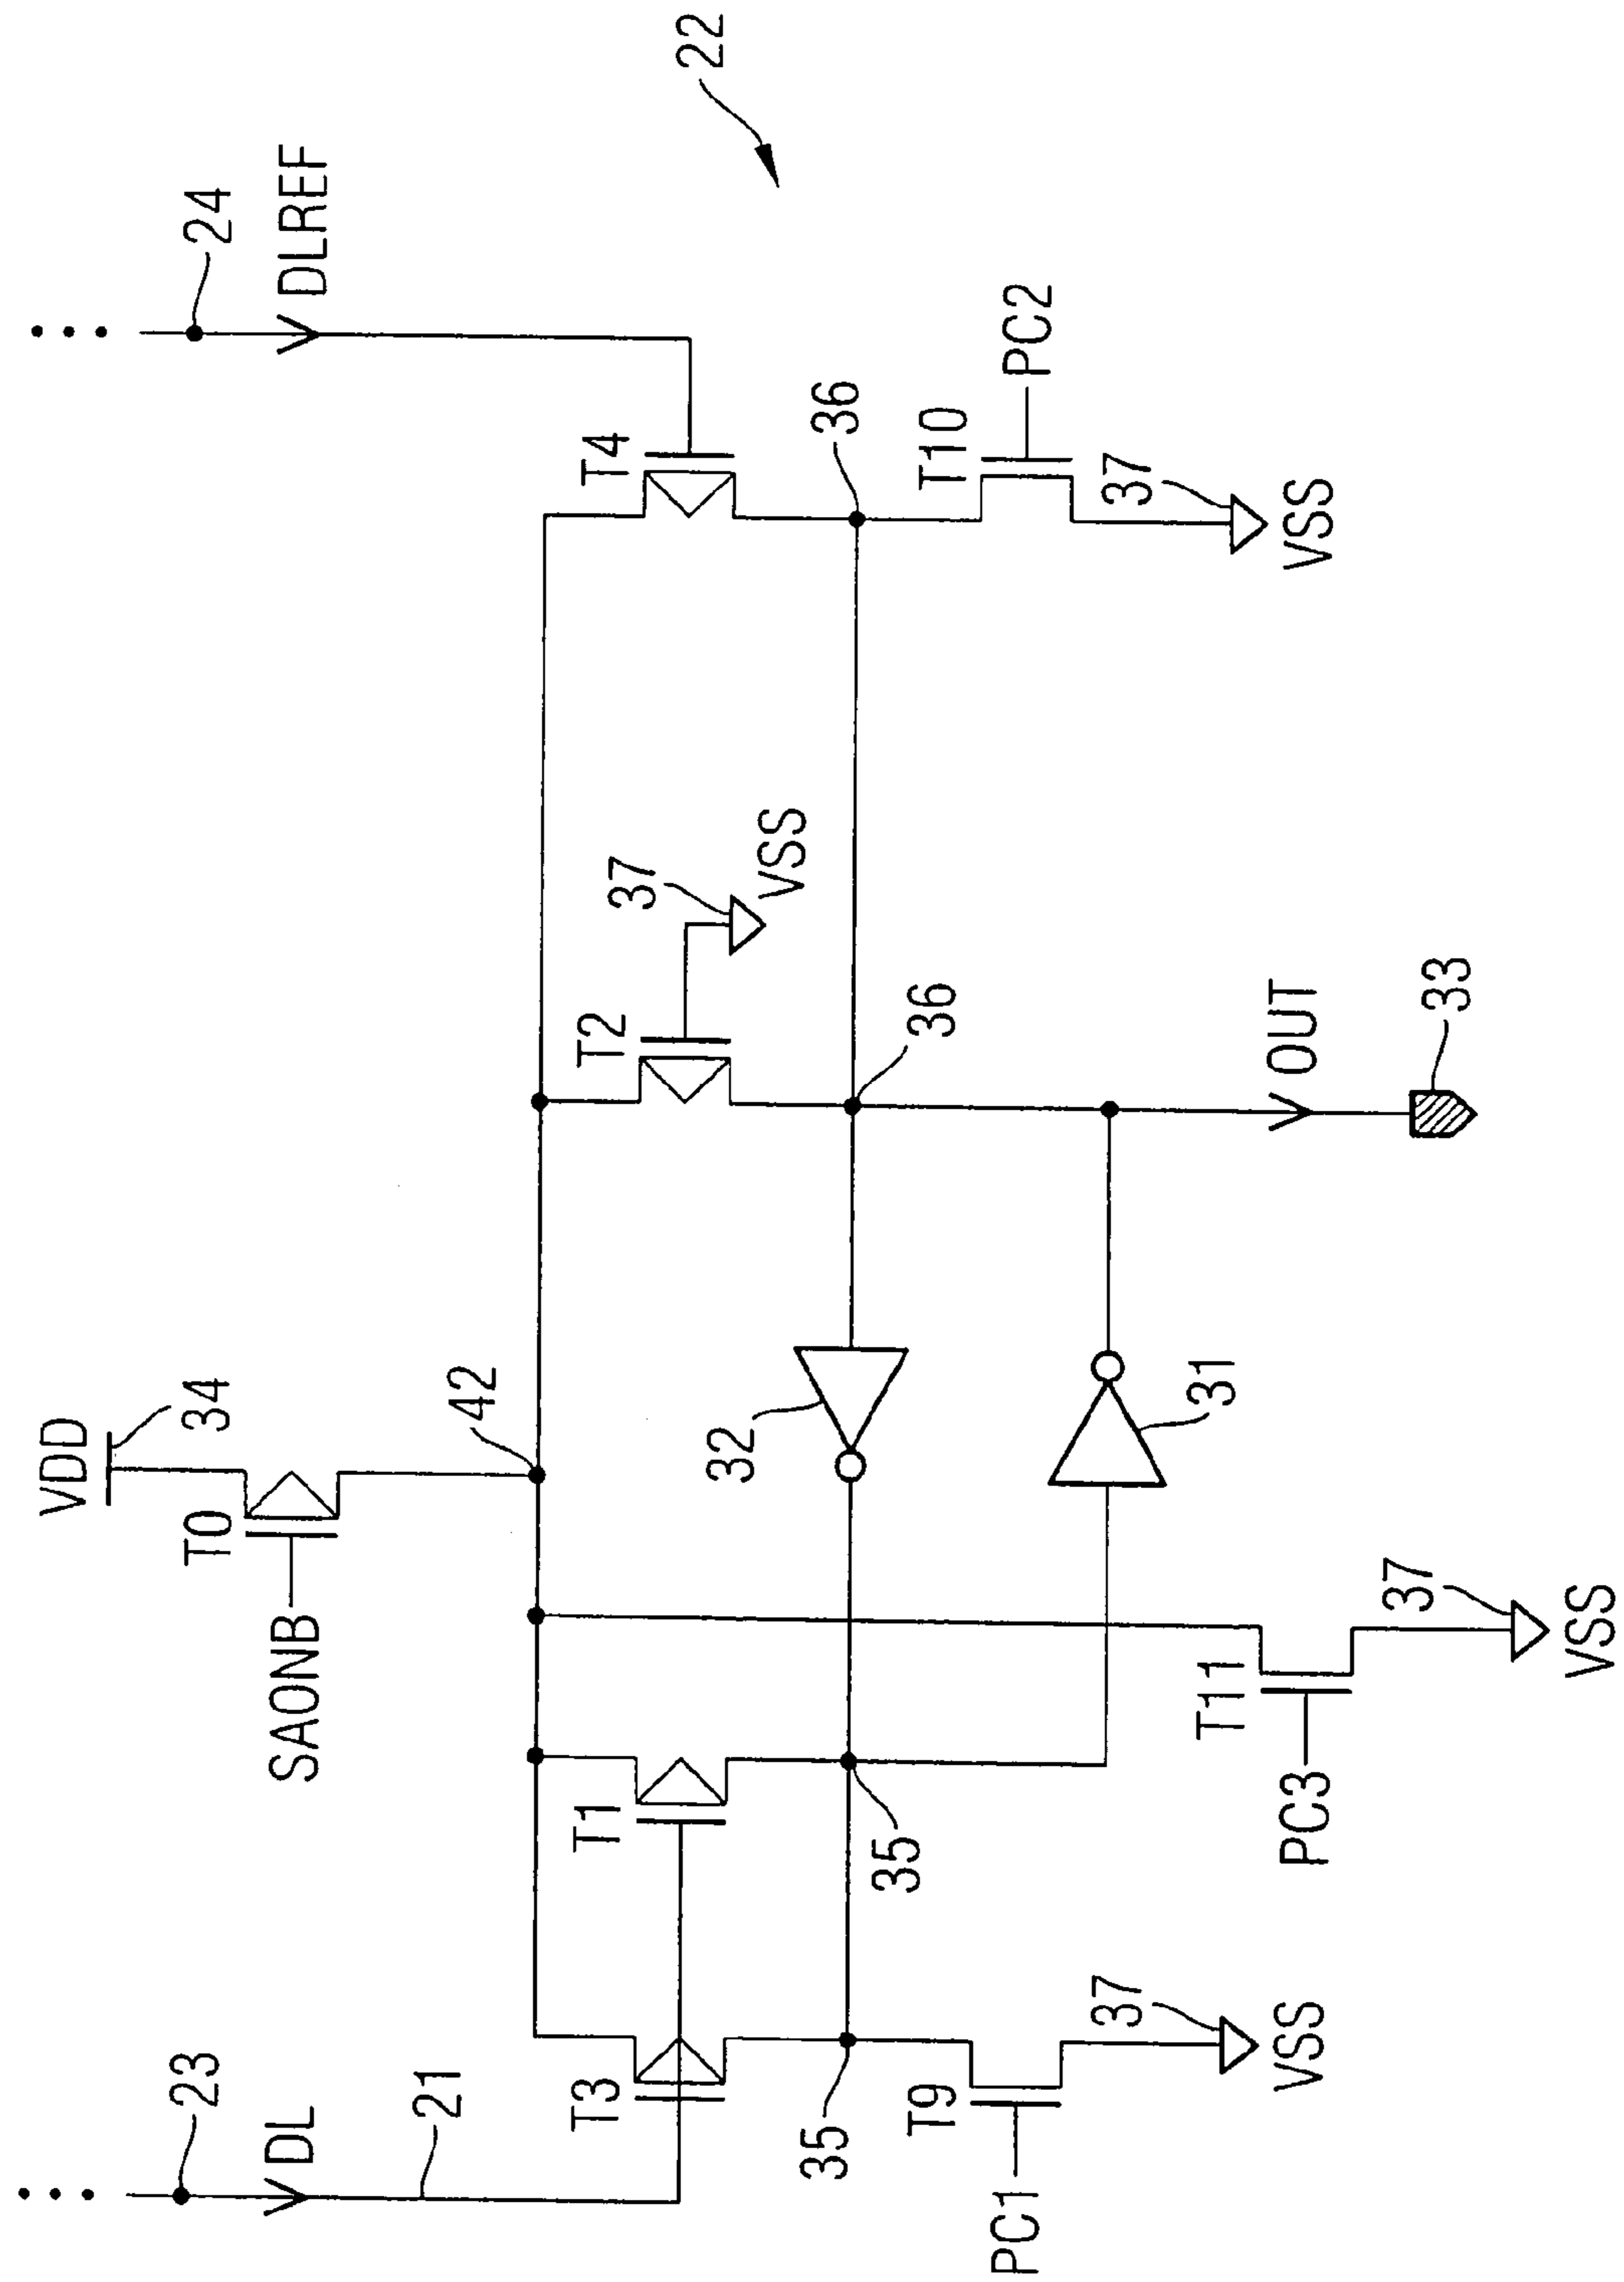 22
24
DLREF
VDD
34
T0
SAONB
42
T4
36
T10
PC2
37
VSS
T2
37
VSS
36
OUT
33
32
31
T1
35
T11
PC3
37
VSS
23
DL
21
T3
35
T9
PC1
37
VSS